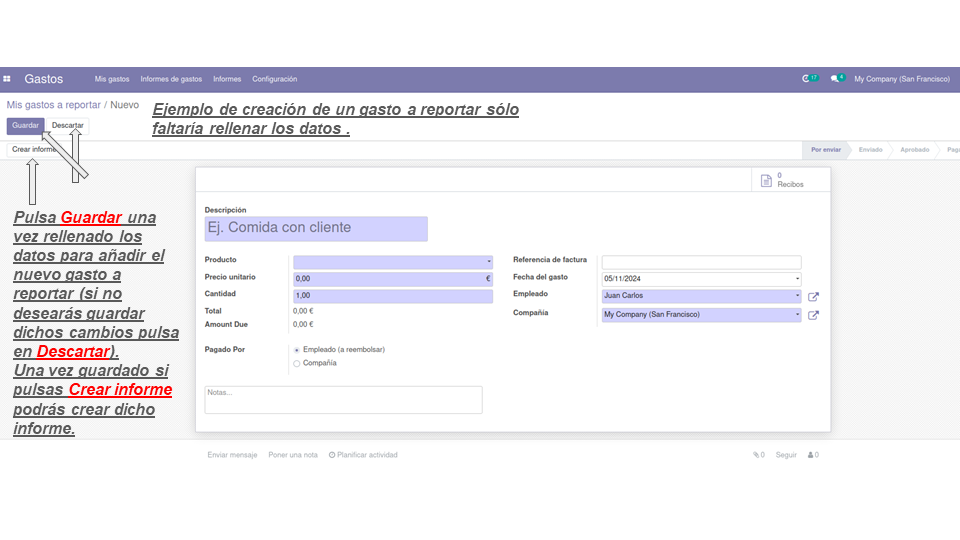 Gastos Mis gastos Informes de gastos Informes Configuración 17 4 My Company (San Francisco)
Mis gastos a reportar / Nuevo
Ejemplo de creación de un gasto a reportar sólo
faltaría rellenar los datos .
Guardar Descartar
Crear informe
Por enviar Enviado Aprobado Paga
0
Recibos
Pulsa Guardar una
vez rellenado los
datos para añadir el
nuevo gasto a
reportar (si no
desearás guardar
dichos cambios pulsa
en Descartar).
Una vez guardado si
pulsas Crear informe
podrás crear dicho
informe.
Descripción
Ej. Comida con cliente
Producto
Precio unitario 0,00 €
Cantidad 1,00
Total 0,00 €
Amount Due 0,00 €
Pagado Por Empleado (a reembolsar)
Compañía
Referencia de factura
Fecha del gasto 05/11/2024
Empleado Juan Carlos
Compañía My Company (San Francisco)
Notas...
Enviar mensaje Poner una nota Planificar actividad 0 Seguir 0